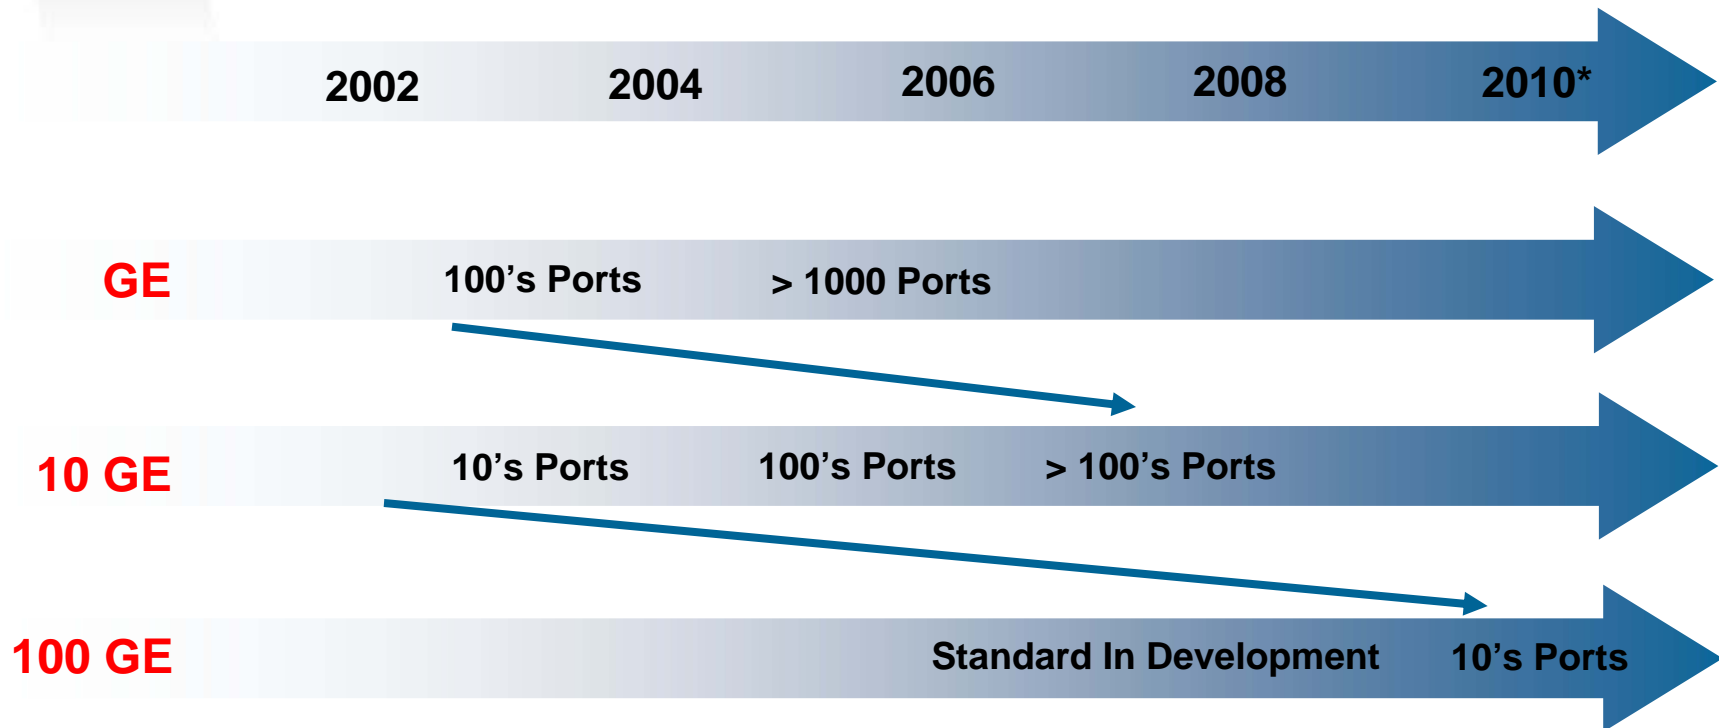 2002 2004 2006 2008 2010*
GE 100’s Ports > 1000 Ports
10 GE 10’s Ports 100’s Ports > 100’s Ports
100 GE Standard In Development 10’s Ports